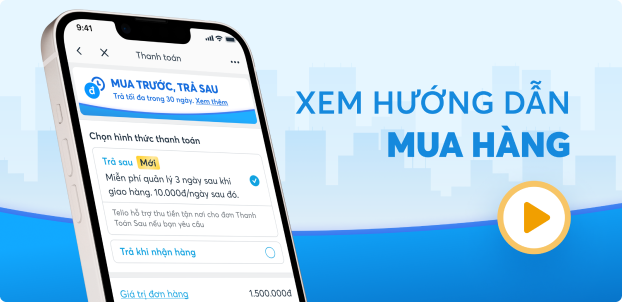 9:41
Thanh toán
đ
MUA TRƯỚC, TRẢ SAU
Trả tối đa trong 30 ngày. Xem thêm
Chọn hình thức thanh toán
Trả sau Mới
Miễn phí quản lý 3 ngày sau khi
giao hàng. 10.000đ/ngày sau đó.
Telio hỗ trợ thu tiền tận nơi cho đơn Thanh
Toán Sau nếu bạn yêu cầu
Trả khi nhận hàng
Giá trị đơn hàng 1.500.000đ
XEM HƯỚNG DẪN
MUA HÀNG